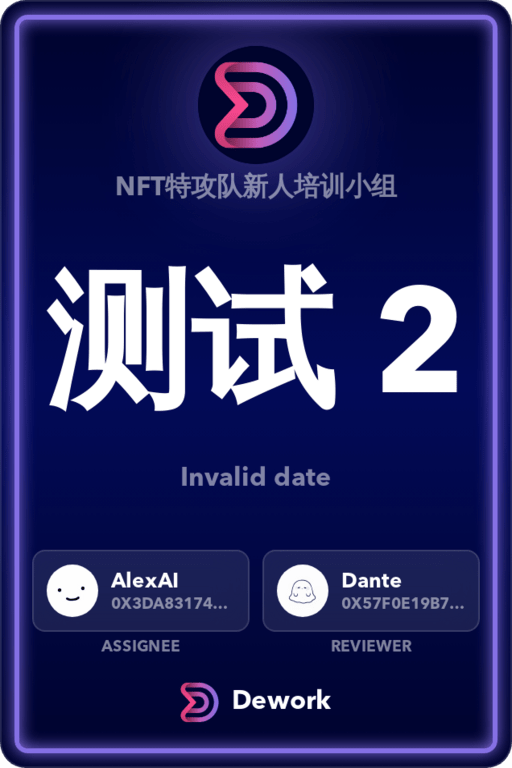 NFT特攻队新人培训小组
测试 2
Invalid date
AlexAI
0X3DA83174...
ASSIGNEE
Dante
0X57F0E19B7...
REVIEWER
Dework